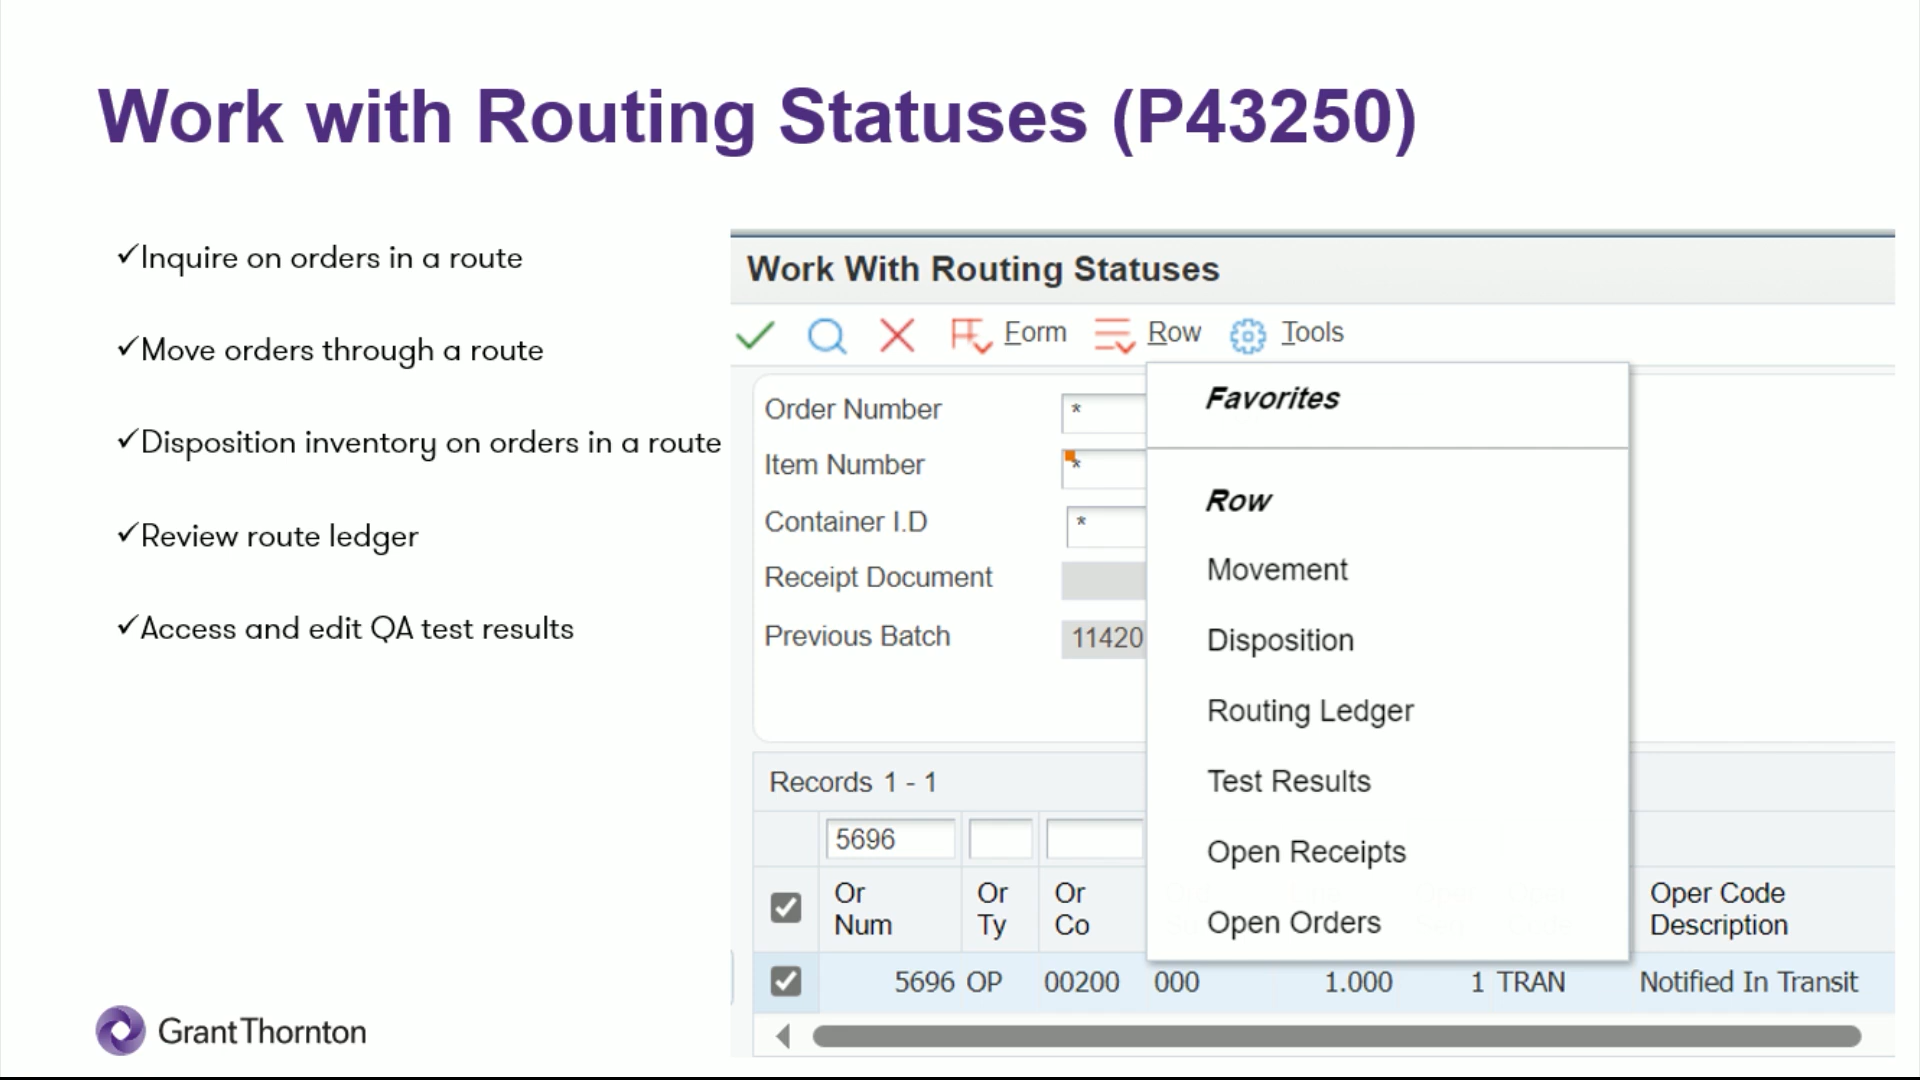 Work with Routing Statuses (P43250)
✓Inquire on orders in a route
✓Move orders through a route
✓Disposition inventory on orders in a route
✓Review route ledger
✓Access and edit QA test results
Work With Routing Statuses
Form Row Tools
Order Number *
Item Number *
Container I.D *
Receipt Document
Previous Batch 11420
Favorites
Row
Movement
Disposition
Routing Ledger
Test Results
Open Receipts
Open Orders
Records 1 - 1
5696
Or Or Or Oper Code
Num Ty Co Description
5696 OP 00200 000 1.000 1 TRAN Notified In Transit
Grant Thornton